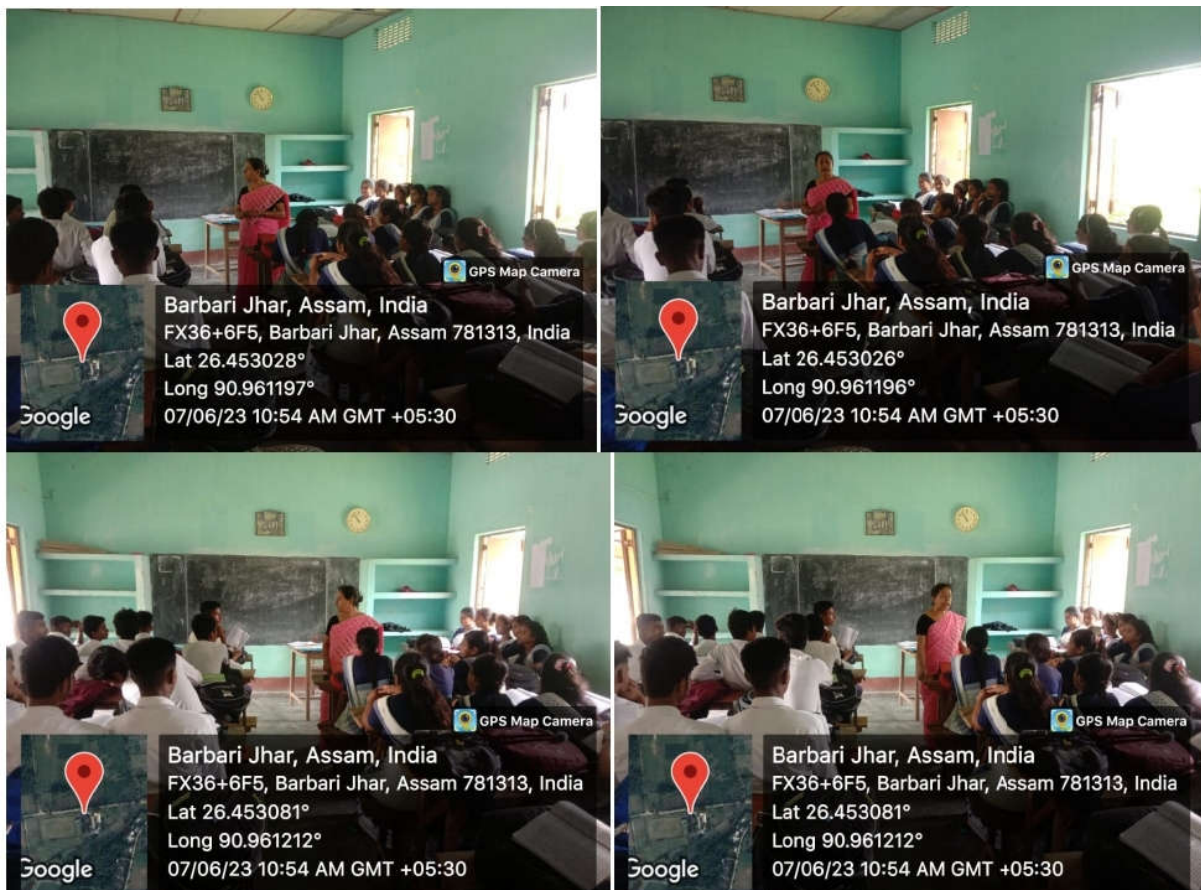 GPS Map Camera
Barbari Jhar, Assam, India
FX36+6F5, Barbari Jhar, Assam 781313, India
Lat 26.453028°
Long 90.961197°
07/06/23 10:54 AM GMT +05:30
Google
GPS Map Camera
Barbari Jhar, Assam, India
FX36+6F5, Barbari Jhar, Assam 781313, India
Lat 26.453026°
Long 90.961196°
07/06/23 10:54 AM GMT +05:30
Google
GPS Map Camera
Barbari Jhar, Assam, India
FX36+6F5, Barbari Jhar, Assam 781313, India
Lat 26.453081°
Long 90.961212°
07/06/23 10:54 AM GMT +05:30
Google
GPS Map Camera
Barbari Jhar, Assam, India
FX36+6F5, Barbari Jhar, Assam 781313, India
Lat 26.453081°
Long 90.961212°
07/06/23 10:54 AM GMT +05:30
Google